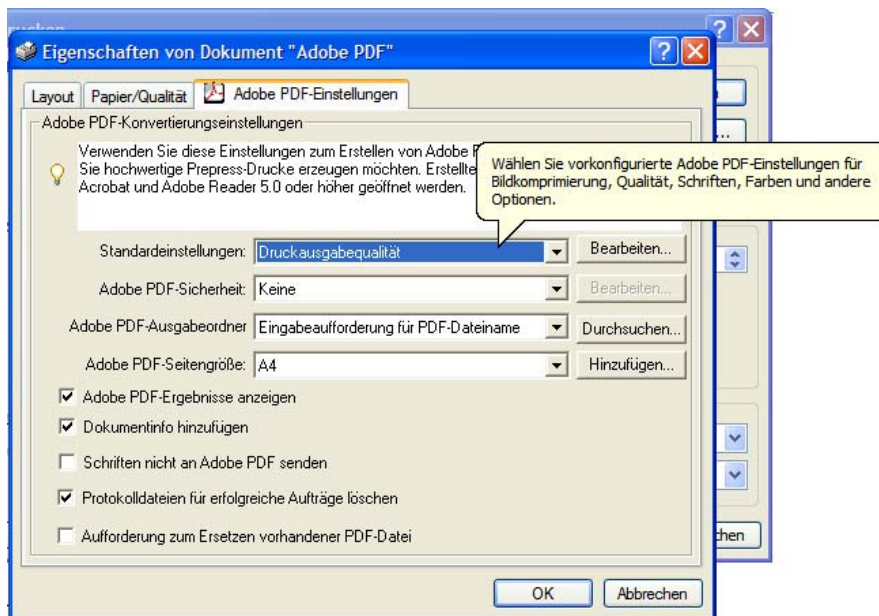 Eigenschaften von Dokument "Adobe PDF"
Layout Papier/Qualität Adobe PDF-Einstellungen
Adobe PDF-Konvertierungseinstellungen
Verwenden Sie diese Einstellungen zum Erstellen von Adobe
Sie hochwertige Prepress-Drucke erzeugen möchten.
Acrobat und Adobe Reader 5.0 oder höher geöffnet werden.
Wählen Sie vorkonfigurierte Adobe PDF-Einstellungen für
Bildkomprimierung, Qualität, Schriften, Farben und andere
Optionen.
Standardeinstellungen: Druckausgabequalität Bearbeiten...
Adobe PDF-Sicherheit: Keine Bearbeiten...
Adobe PDF-Ausgabeordner Eingabeaufforderung für PDF-Dateiname Durchsuchen...
Adobe PDF-Seitengröße: A4 Hinzufügen...
Adobe PDF-Ergebnisse anzeigen
Dokumentinfo hinzufügen
Schriften nicht an Adobe PDF senden
Protokolldateien für erfolgreiche Aufträge löschen
Aufforderung zum Ersetzen vorhandener PDF-Datei
OK Abbrechen